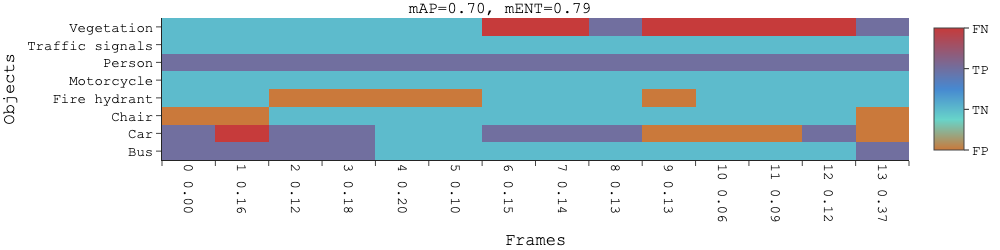 mAP=0.70, mENT=0.79
Objects
Vegetation
Traffic signals
Person
Motorcycle
Fire hydrant
Chair
Car
Bus
0 0.00
1 0.16
2 0.12
3 0.18
4 0.20
5 0.10
6 0.15
7 0.14
8 0.13
9 0.13
10 0.06
11 0.09
12 0.12
13 0.37
Frames
FN
TP
TN
FP